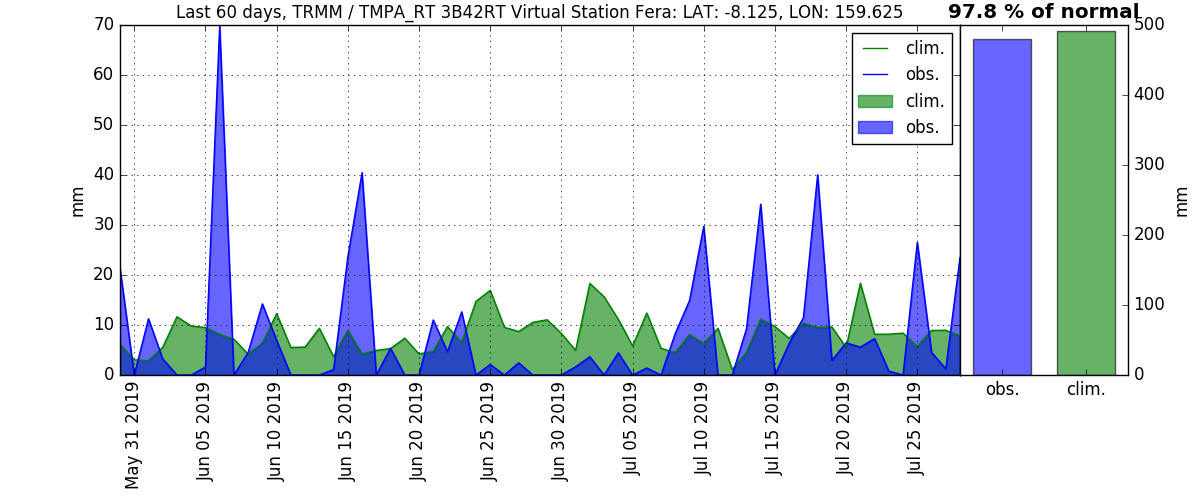 Last 60 days, TRMM / TMPA_RT 3B42RT Virtual Station Fera: LAT: -8.125, LON: 159.625
97.8 % of normal
70
60
50
40
30
20
10
0
mm
clim.
obs.
clim.
obs.
May 31 2019
Jun 05 2019
Jun 10 2019
Jun 15 2019
Jun 20 2019
Jun 25 2019
Jun 30 2019
Jul 05 2019
Jul 10 2019
Jul 15 2019
Jul 20 2019
Jul 25 2019
500
400
300
200
100
0
mm
obs.
clim.